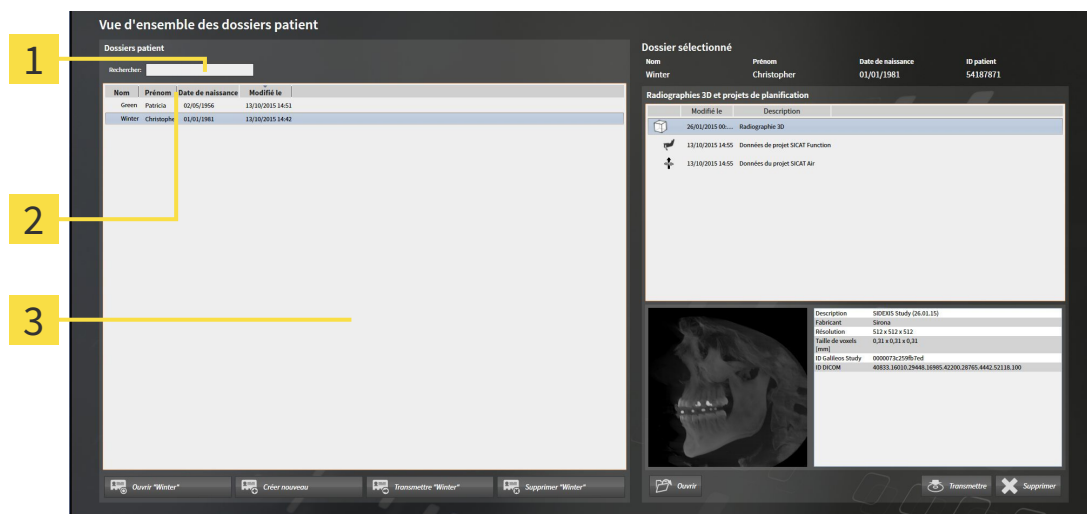 Vue d'ensemble des dossiers patient
1
2
3
Dossiers patient
Rechercher:
Nom Prénom Date de naissance Modifié le
Green Patricia 02/05/1956 13/10/2015 14:51
Winter Christophe 01/01/1981 13/10/2015 14:42
Ouvrir "Winter"
Créer nouveau
Transmettre "Winter"
Supprimer "Winter"
Dossier sélectionné
Nom Prénom Date de naissance ID patient
Winter Christopher 01/01/1981 54187871
Radiographies 3D et projets de planification
Modifié le Description
26/01/2015 00:... Radiographie 3D
13/10/2015 14:55 Données de projet SICAT Function
13/10/2015 14:55 Données du projet SICAT Air
Description SIDEXIS Study (26.01.15)
Fabricant Sirona
Résolution 512 x 512 x 512
Taille de voxels 0,31 x 0,31 x 0,31
[mm]
ID Galileos Study 0000073c259fb7ed
ID DICOM 40833.16010.29448.16985.42200.28765.4442.52118.100
Ouvrir
Transmettre
Supprimer